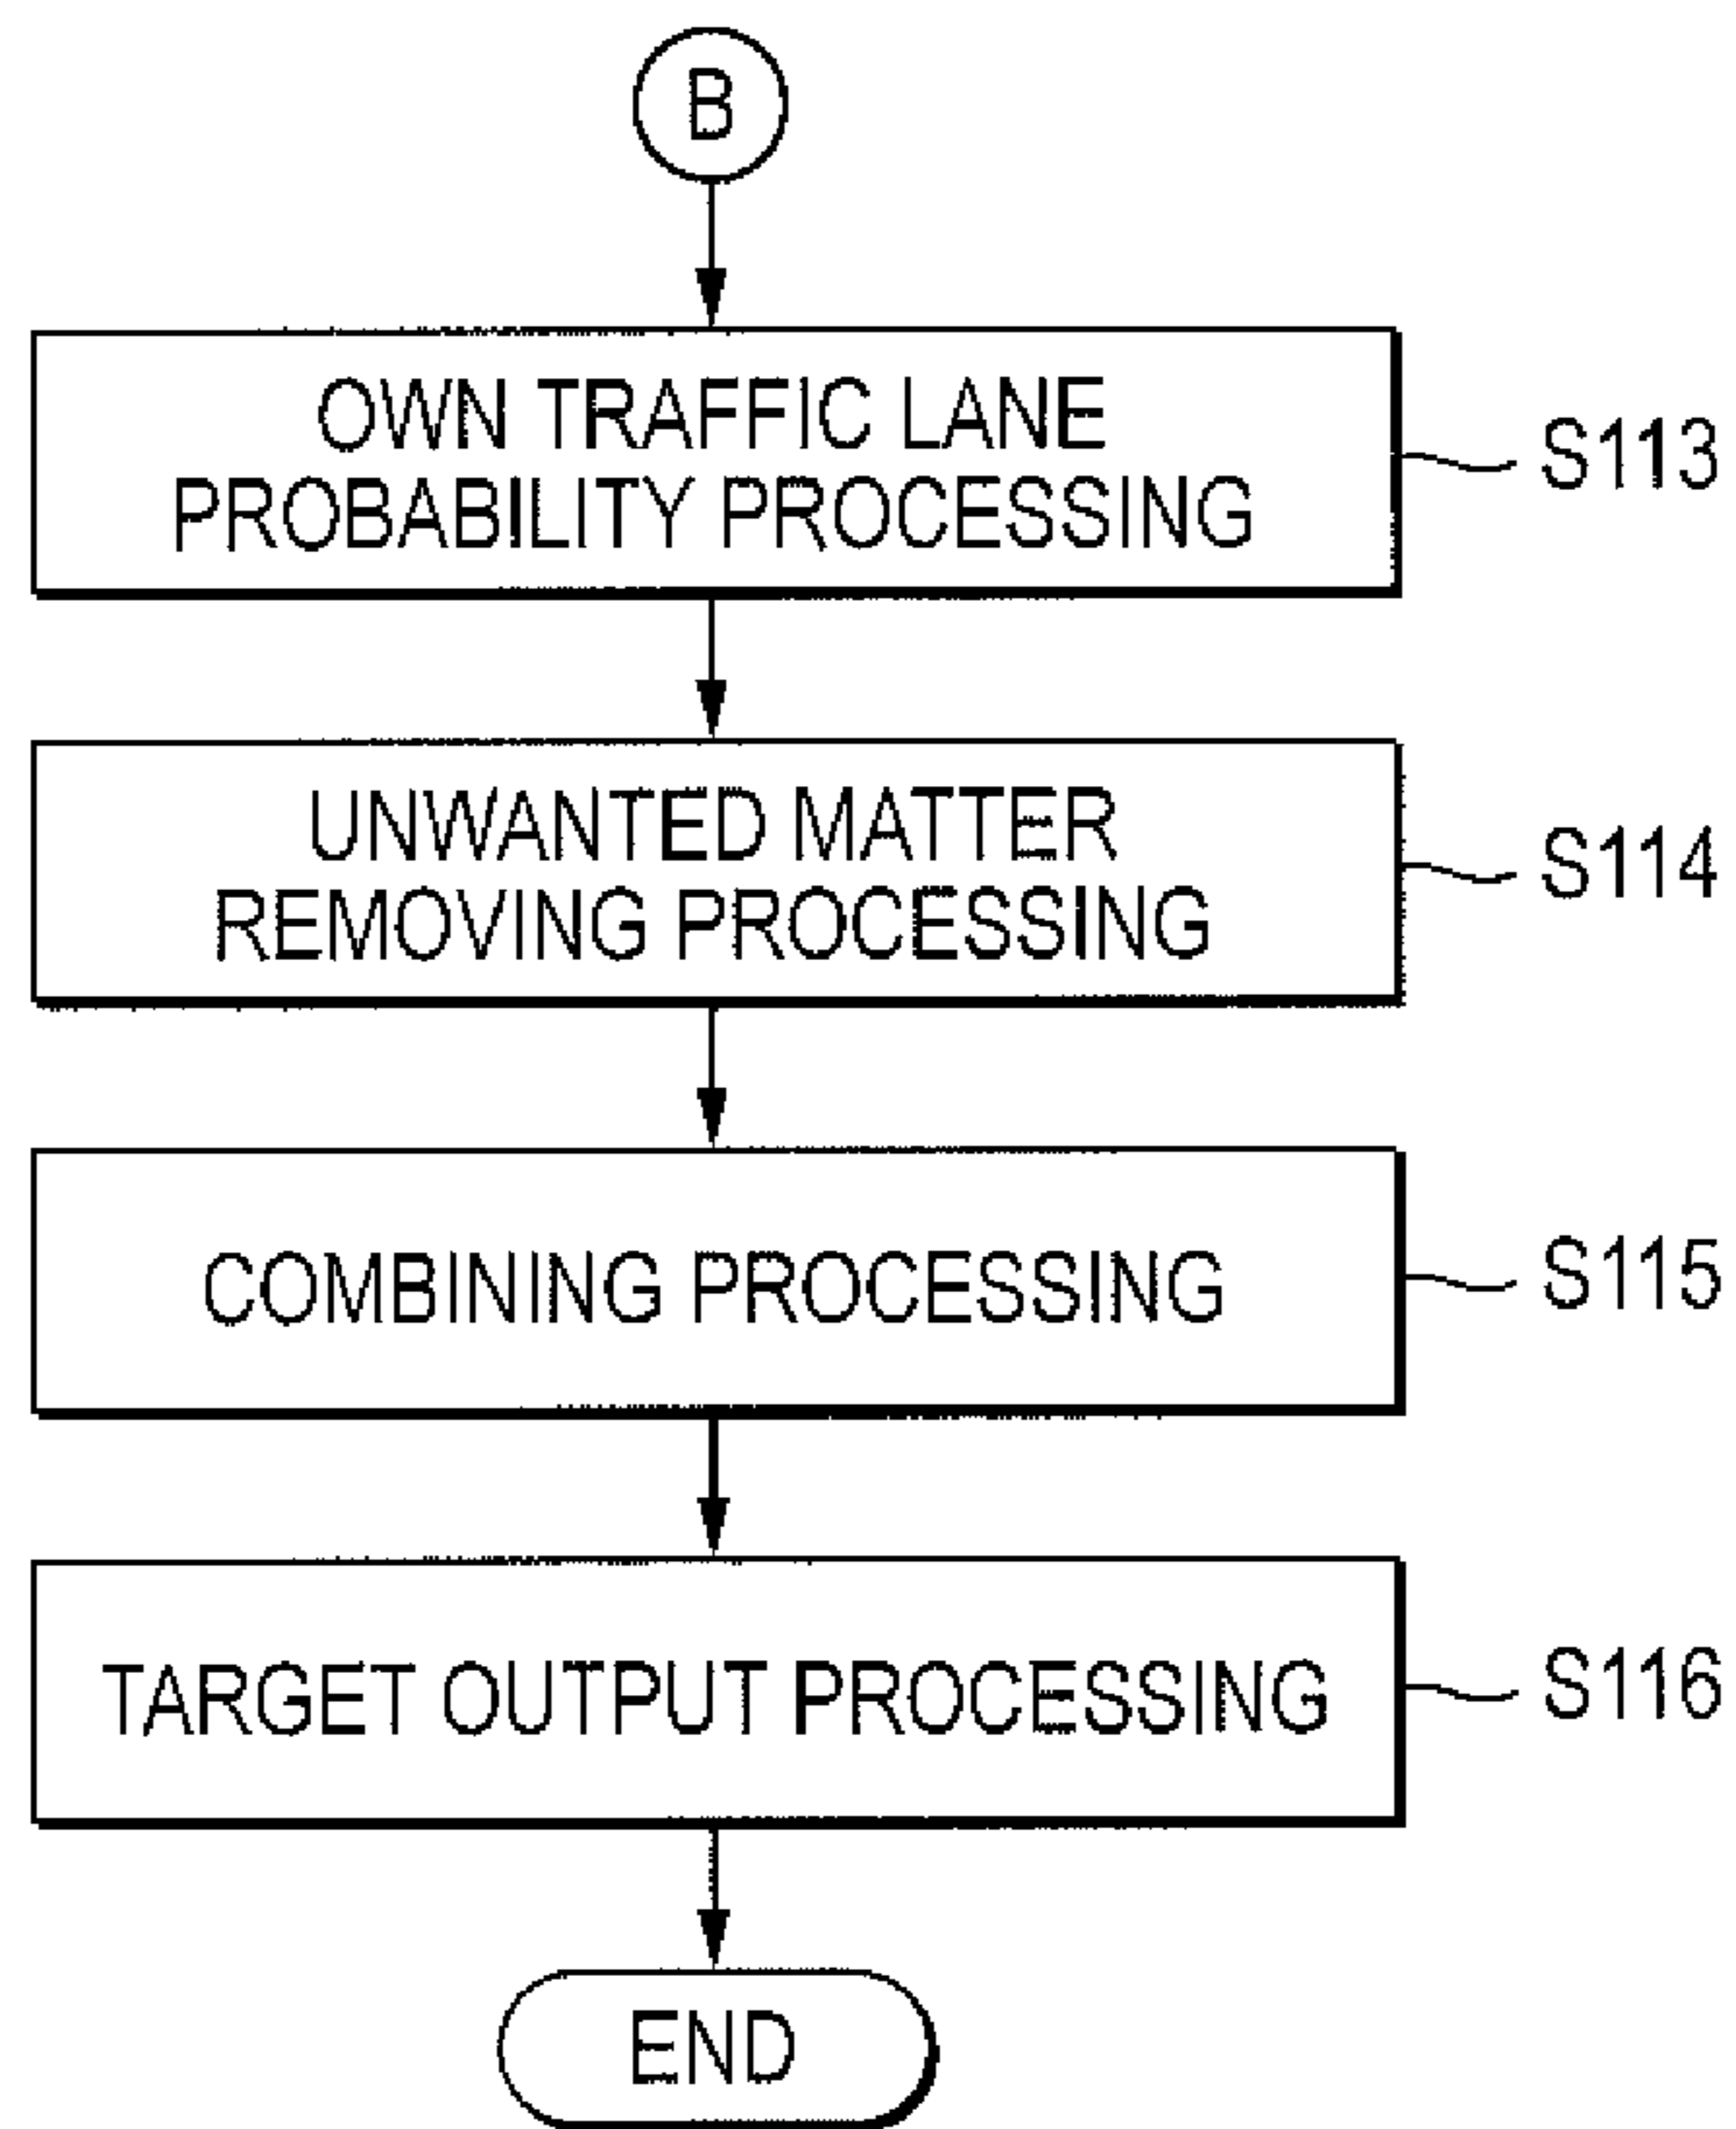 B
OWN TRAFFIC LANE
PROBABILITY PROCESSING
S113
UNWANTED MATTER
REMOVING PROCESSING
S114
COMBINING PROCESSING
S115
TARGET OUTPUT PROCESSING
S116
END